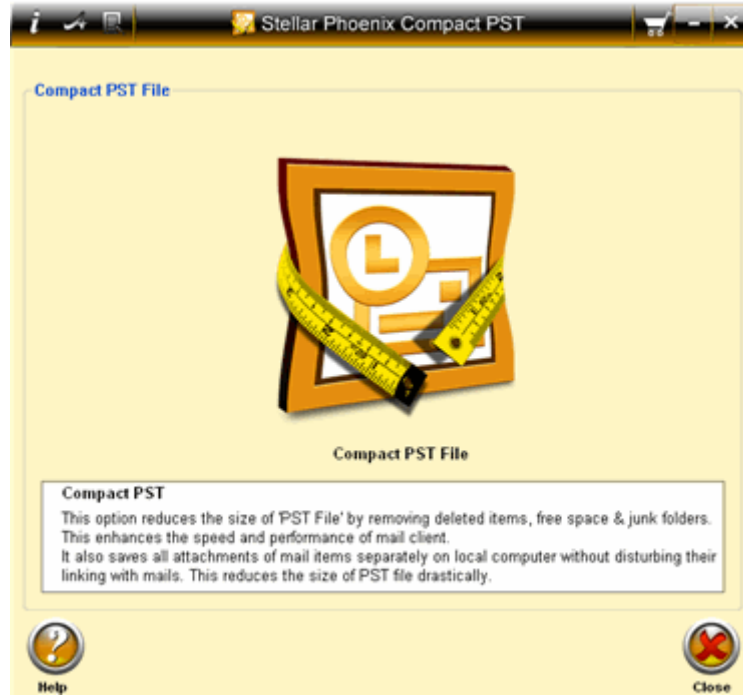 Stellar Phoenix Compact PST
Compact PST File
Compact PST File
Compact PST
This option reduces the size of 'PST File' by removing deleted items, free space & junk folders.
This enhances the speed and performance of mail client.
It also saves all attachments of mail items separately on local computer without disturbing their
linking with mails. This reduces the size of PST file drastically.
Help
Close